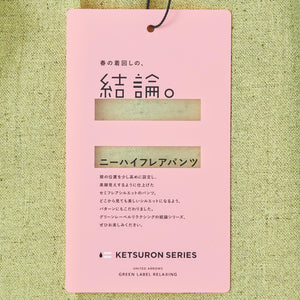 春の着回しの、
結論。
ニーハイフレアパンツ
膝の位置を少し高めに設定し、
美脚見えするように仕上げた
セミフレアシルエットのパンツ。
どこから見ても美しいシルエットになるよう、
パターンにもこだわりました。
グリーンレーベルリラクシングの結論シリーズ。
ぜひお楽しみください。
KETSURON SERIES
UNITED ARROWS
GREEN LABEL RELAXING